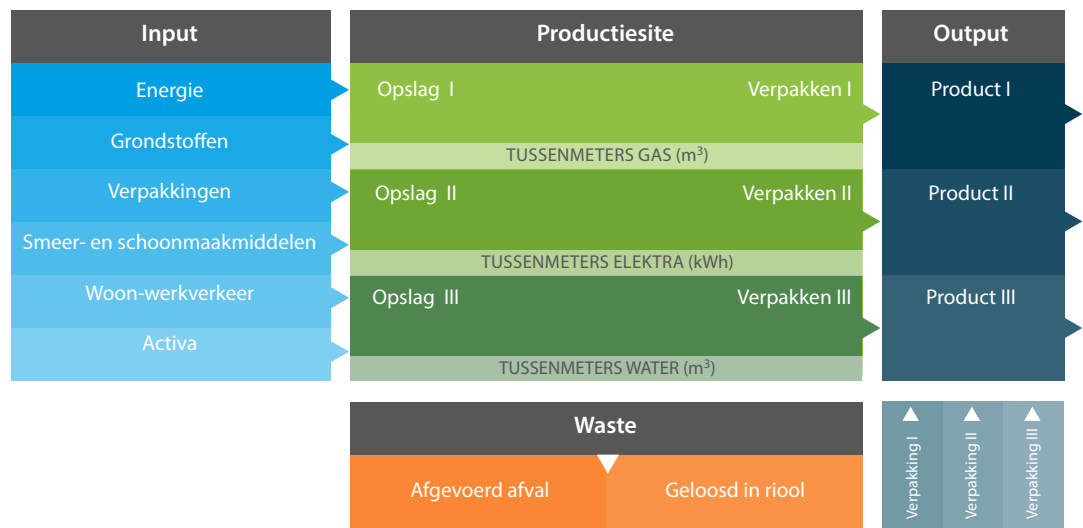 Input
Energie
Grondstoffen
Verpakkingen
Smeer- en schoonmaakmiddelen
Woon-werkverkeer
Activa
Productiesite
Opslag I Verpakken I
TUSSENMETERS GAS (m³)
Opslag II Verpakken II
TUSSENMETERS ELEKTRA (kWh)
Opslag III Verpakken III
TUSSENMETERS WATER (m³)
Output
Product I
Product II
Product III
Waste
Afgevoerd afval
Geloosd in riool
Verpakking I
Verpakking II
Verpakking III